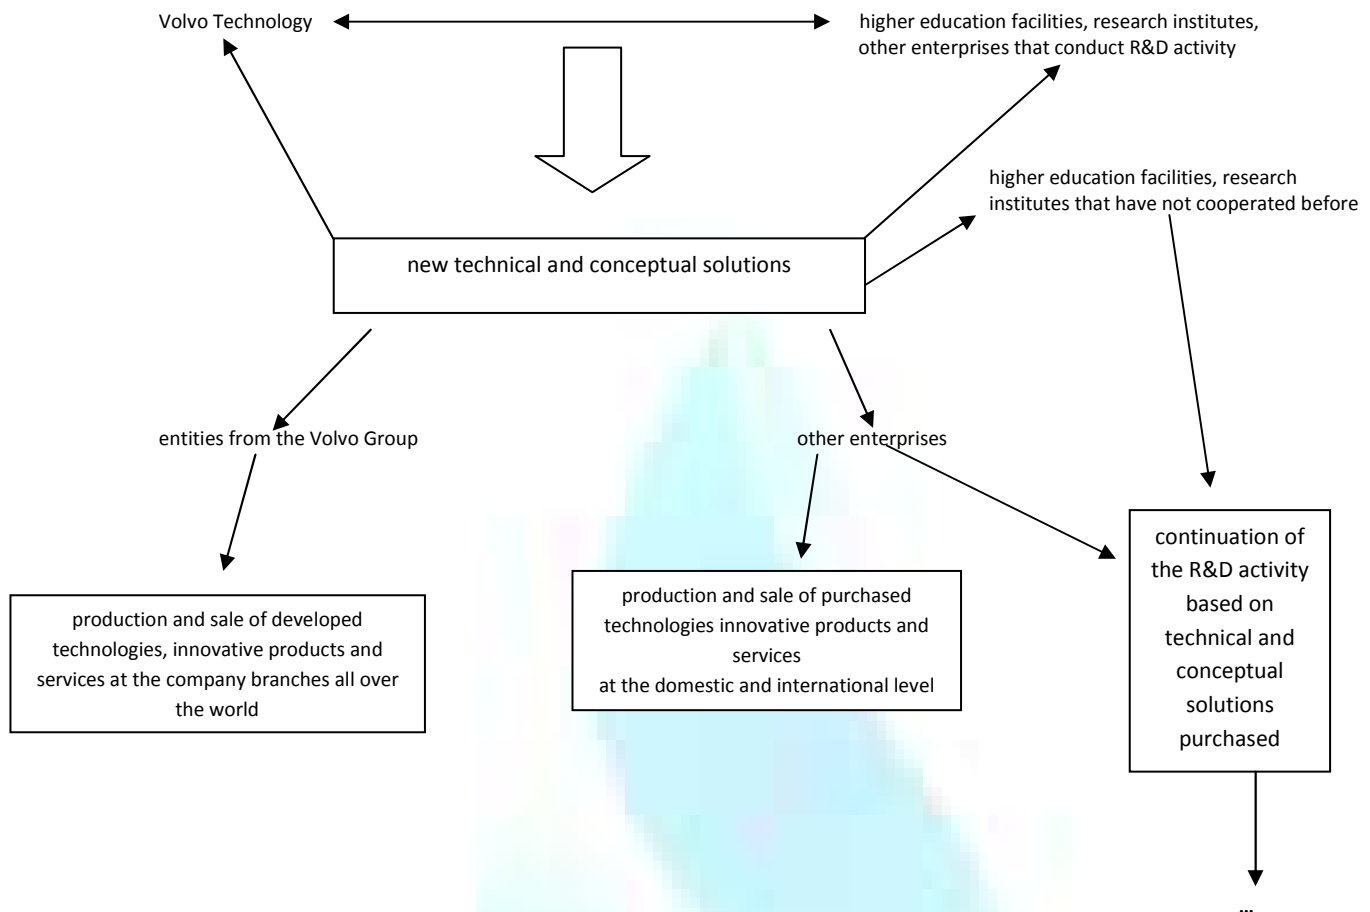 Volvo Technology
higher education facilities, research institutes,
other enterprises that conduct R&D activity
higher education facilities, research
institutes that have not cooperated before
new technical and conceptual solutions
entities from the Volvo Group
other enterprises
production and sale of developed
technologies, innovative products and
services at the company branches all over
the world
production and sale of purchased
technologies innovative products and
services
at the domestic and international level
continuation of
the R&D activity
based on
technical and
conceptual
solutions
purchased
...